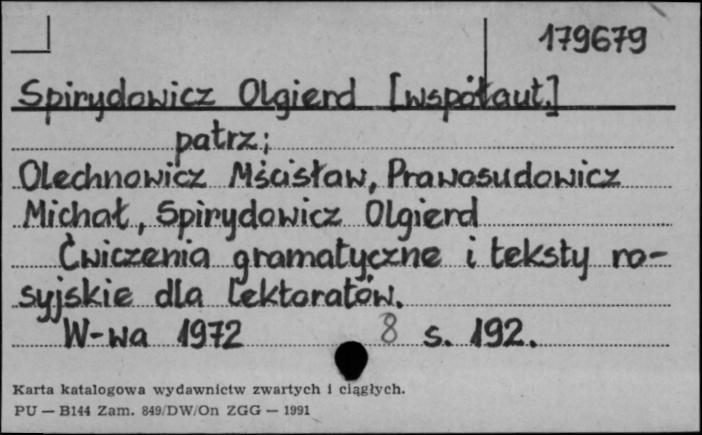 179679
Spirydowicz Olgierd [współaut.]
patrz:
Olechnowicz Mścisław, Prawosudowicz
Michał, Spirydowicz Olgierd
Ćwiczenia gramatyczne i teksty ro-
syjskie dla lektoratów.
W-wa 1972 8 s. 192.
Karta katalogowa wydawnictw zwartych i ciągłych.
PU — B144 Zam. 849/DW/On ZGG — 1991